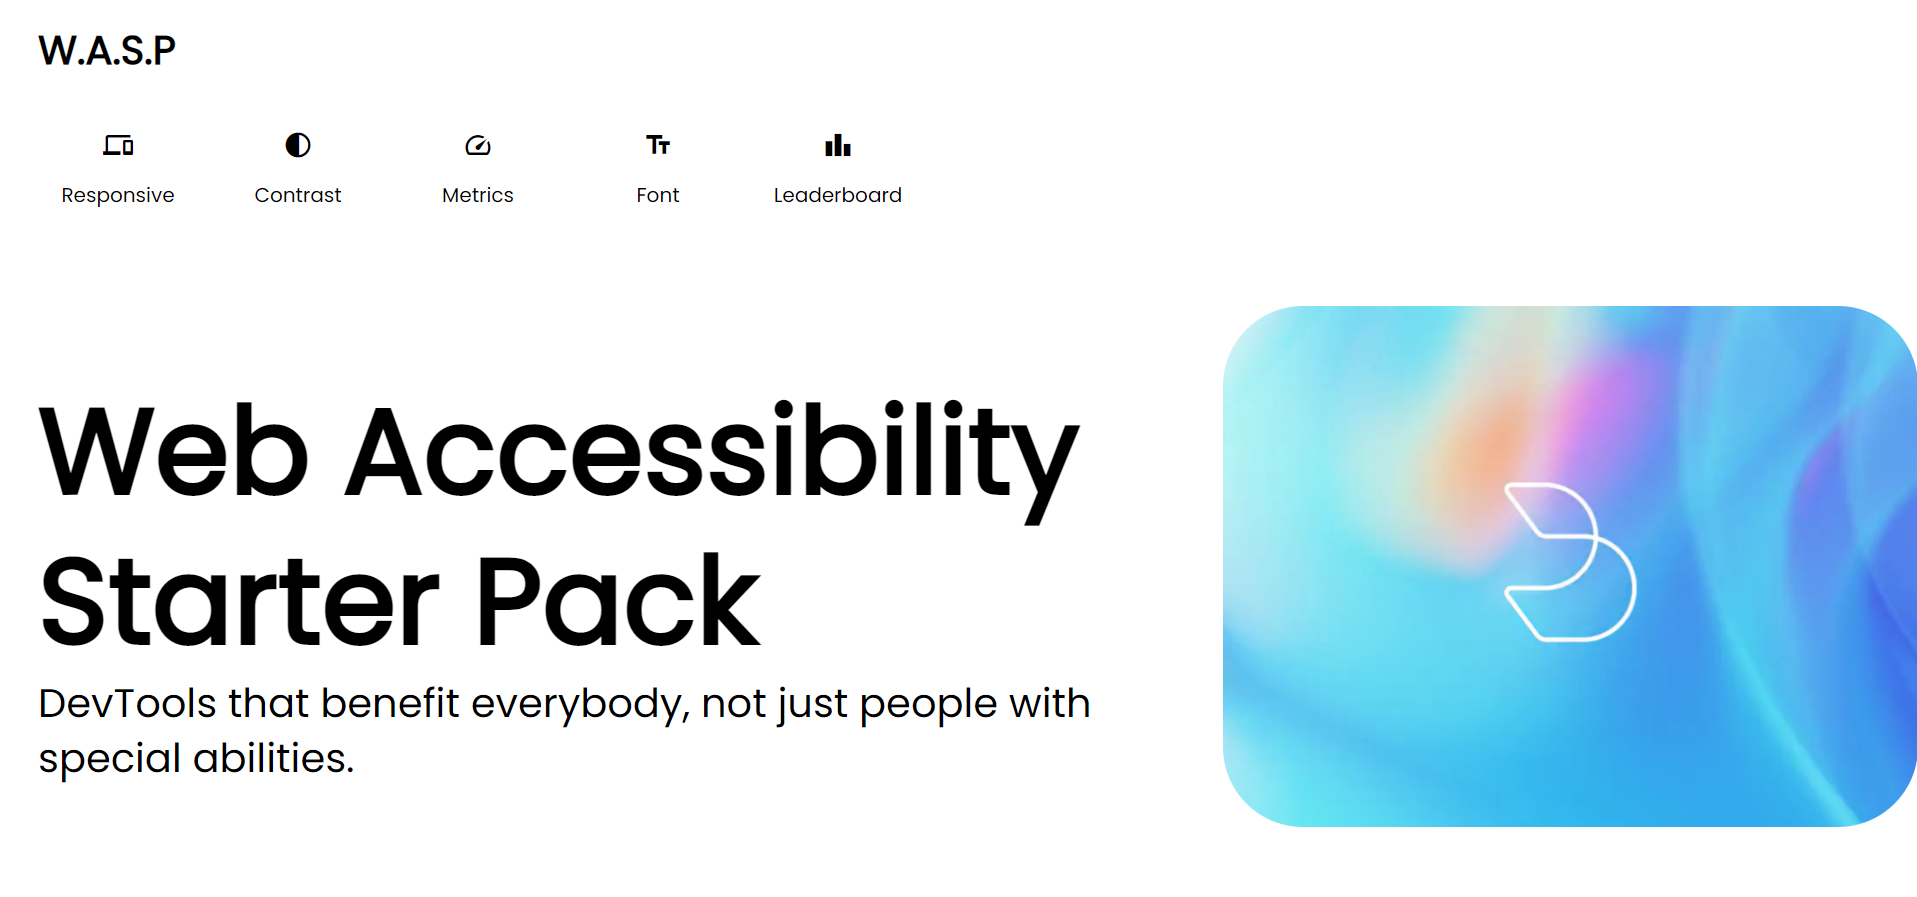 W.A.S.P
Responsive Contrast Metrics Font Leaderboard
Web Accessibility
Starter Pack
DevTools that benefit everybody, not just people with
special abilities.